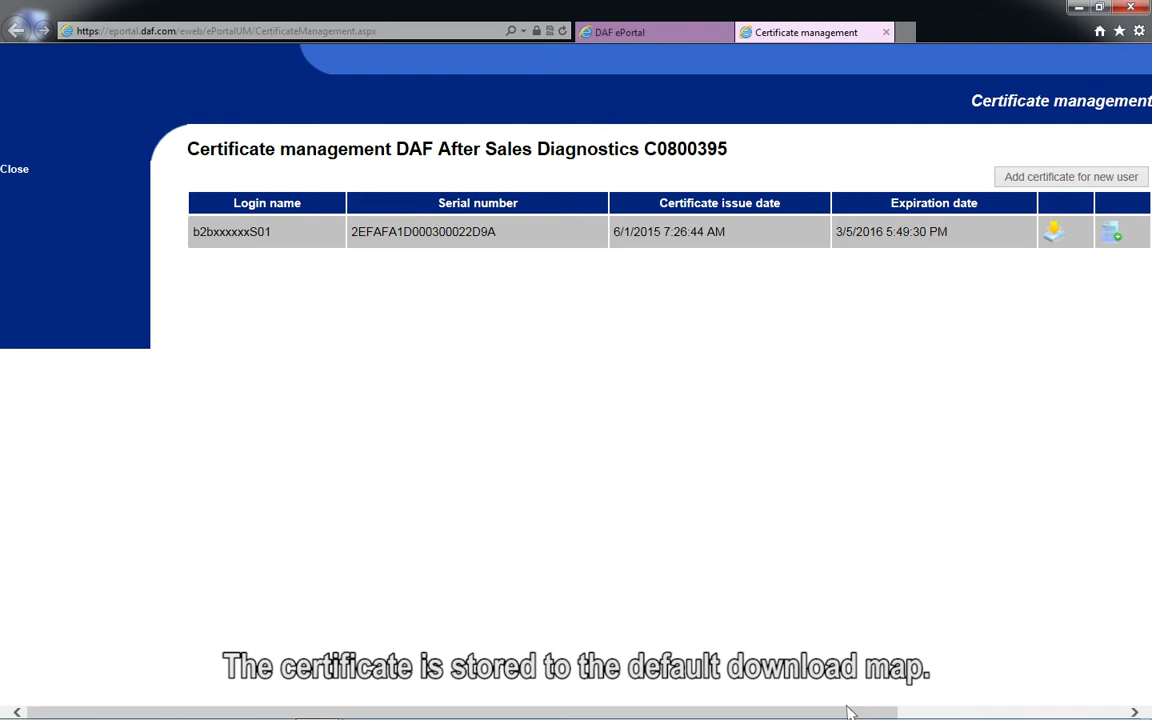 https://eportal.daf.com/eweb/ePortalUM/CertificateManagement.aspx
DAF ePortal
Certificate management
Certificate management
Close
Certificate management DAF After Sales Diagnostics C0800395
Add certificate for new user
Login name Serial number Certificate issue date Expiration date
b2bxxxxxxS01 2EFAFA1D000300022D9A 6/1/2015 7:26:44 AM 3/5/2016 5:49:30 PM
The certificate is stored to the default download map.